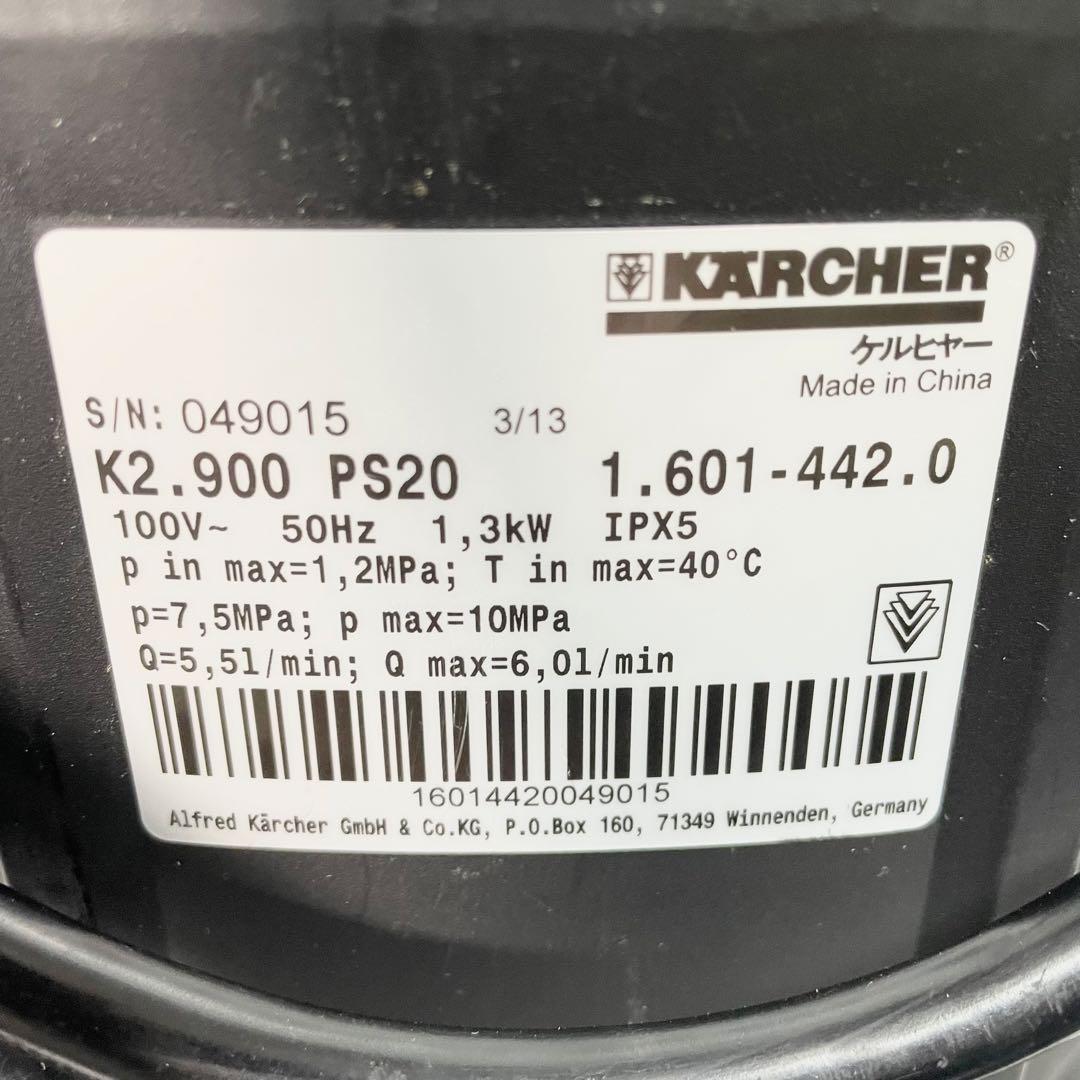 KÄRCHER®
ケルヒャー
Made in China
S/N: 049015 3/13
K2.900 PS20 1.601-442.0
100V~ 50Hz 1,3kW IPX5
p in max=1,2MPa; T in max=40°C
p=7,5MPa; p max=10MPa
Q=5,5l/min; Q max=6,0l/min
16014420049015
Alfred Kärcher GmbH & Co.KG, P.O.Box 160, 71349 Winnenden, Germany